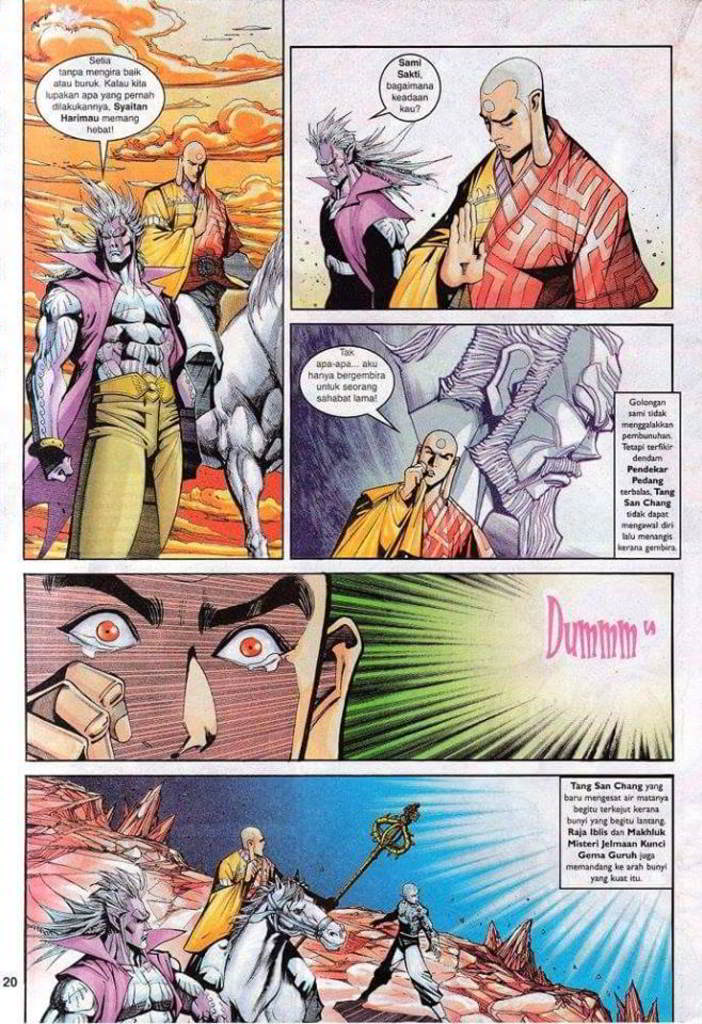 Setia
tanpa mengira baik
atau buruk. Kalau kita
lupakan apa yang pernah
dilakukannya, Syaitan
Harimau memang
hebat!
Sami
Sakti,
bagaimana
keadaan
kau?
Tak
apa-apa... aku
hanya bergembira
untuk seorang
sahabat lama!
Golongan
sami tidak
menggalakkan
pembunuhan.
Tetapi terfikir
dendam
Pendekar
Pedang
terbalas, Tang
San Chang
tidak dapat
mengawal diri
lalu menangis
kerana gembira.
Dummm
Tang San Chang yang
baru mengesat air matanya
begitu terkejut kerana
bunyi yang begitu lantang.
Raja Iblis dan Makhluk
Misteri Jelmaan Kunci
Gema Guruh juga
memandang ke arah bunyi
yang kuat itu.
20